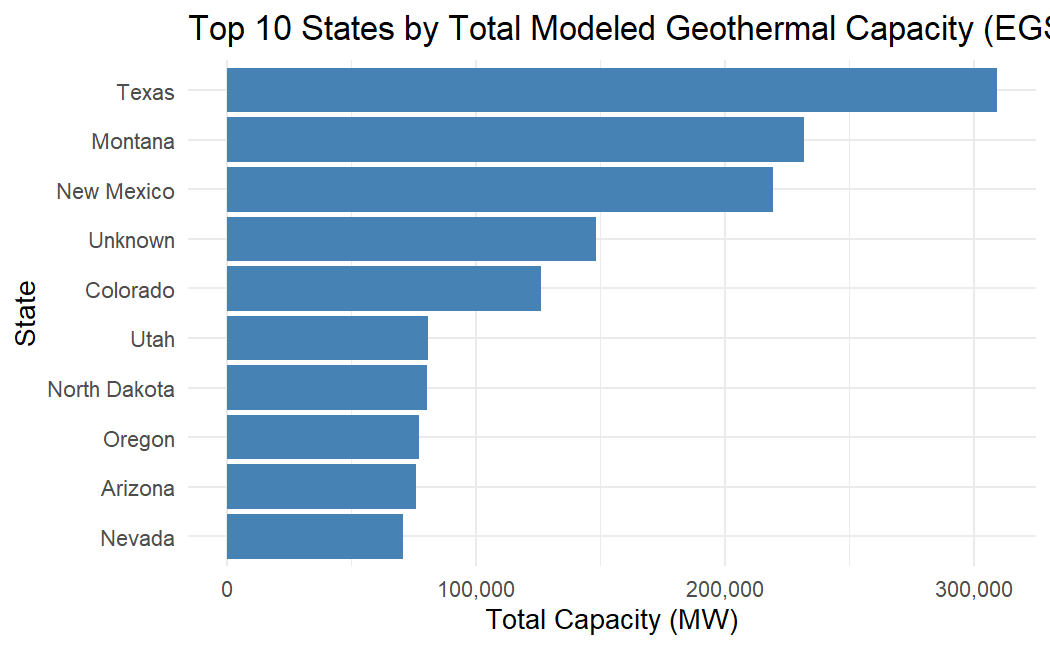 Top 10 States by Total Modeled Geothermal Capacity (EGS
Texas
Montana
New Mexico
Unknown
Colorado
Utah
North Dakota
Oregon
Arizona
Nevada
State
0 100,000 200,000 300,000
Total Capacity (MW)